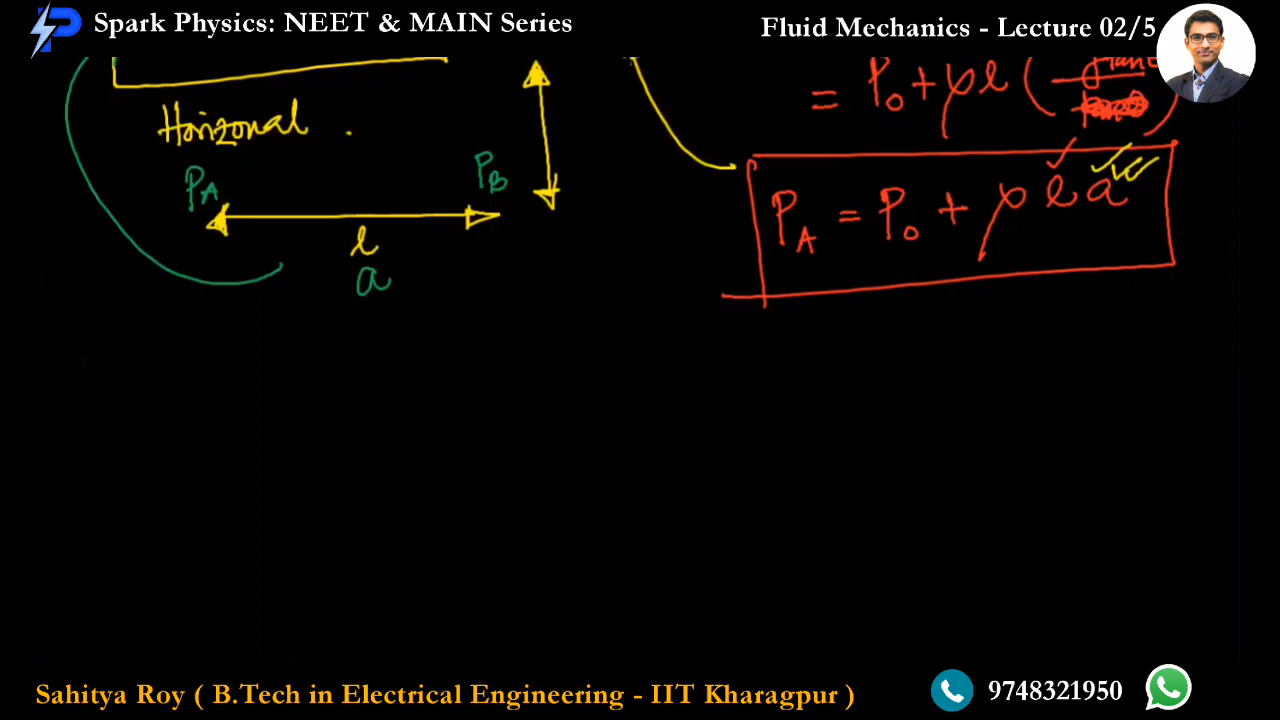 Spark Physics: NEET & MAIN Series
Fluid Mechanics - Lecture 02/5
= P₀ + ρl (
Horizonal
P_A
P_B
l
a
P_A = P₀ + ρ l a
Sahitya Roy ( B.Tech in Electrical Engineering - IIT Kharagpur )
9748321950